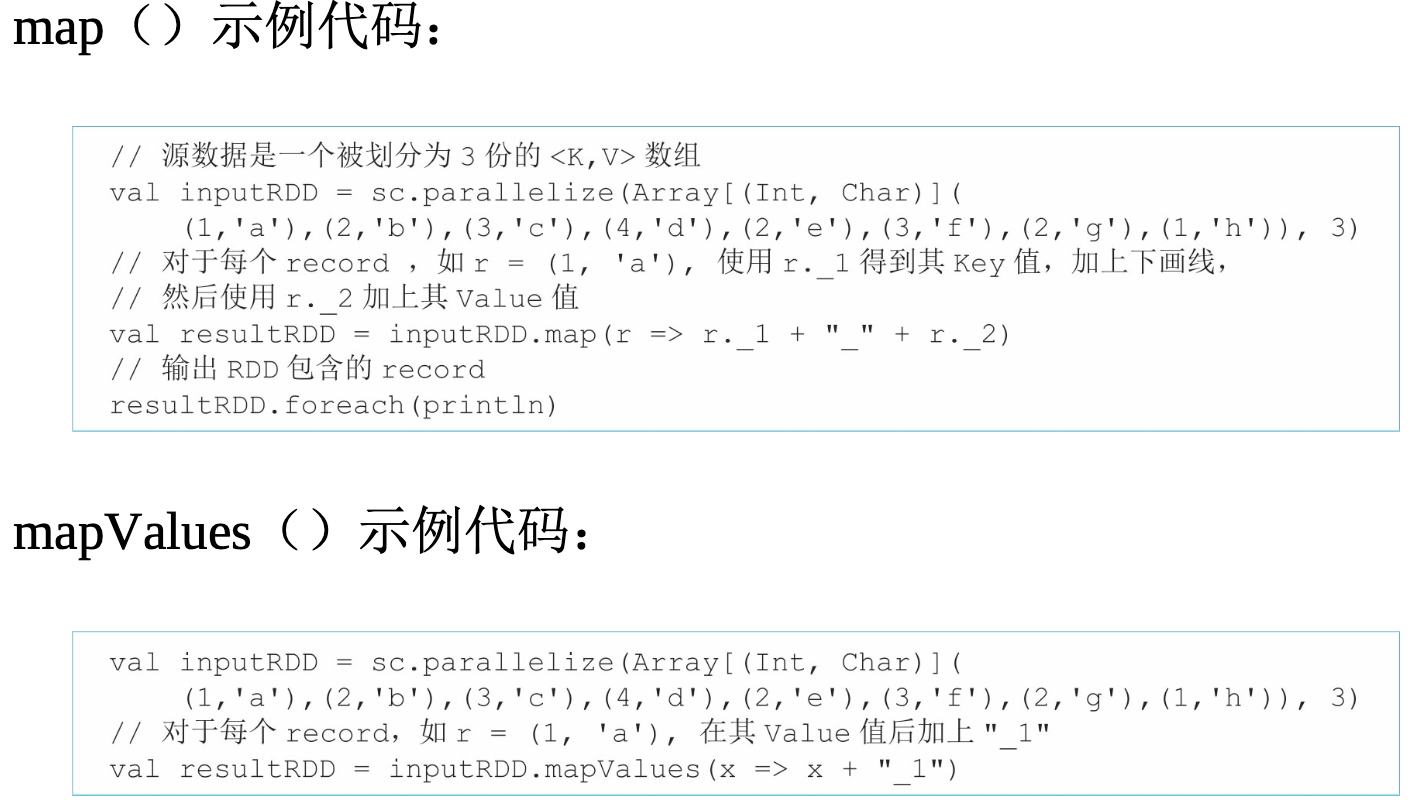 map（）示例代码：
// 源数据是一个被划分为 3 份的 <K,V> 数组
val inputRDD = sc.parallelize(Array[(Int, Char)](
    (1,'a'),(2,'b'),(3,'c'),(4,'d'),(2,'e'),(3,'f'),(2,'g'),(1,'h')), 3)
// 对于每个 record ，如 r = (1, 'a'), 使用 r._1 得到其 Key 值，加上下画线，
// 然后使用 r._2 加上其 Value 值
val resultRDD = inputRDD.map(r => r._1 + "_" + r._2)
// 输出 RDD 包含的 record
resultRDD.foreach(println)
mapValues（）示例代码：
val inputRDD = sc.parallelize(Array[(Int, Char)](
    (1,'a'),(2,'b'),(3,'c'),(4,'d'),(2,'e'),(3,'f'),(2,'g'),(1,'h')), 3)
// 对于每个 record，如 r = (1, 'a'), 在其 Value 值后加上 "_1"
val resultRDD = inputRDD.mapValues(x => x + "_1")